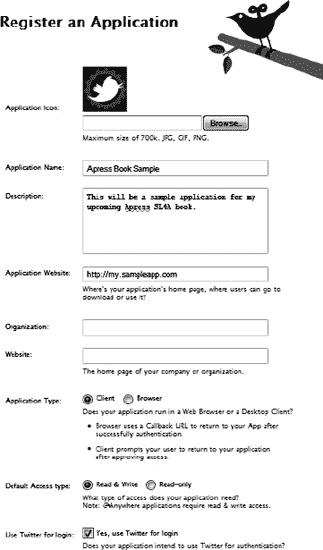 Register an Application
Application Icon:
Browse..
Maximum size of 700k. JPG, GIF, PNG.
Application Name:
Apress Book Sample
Description:
This will be a sample application for my
upcoming Apress SL4A book.
Application Website:
http://my.sampleapp.com
Where's your application's home page, where users can go to
download or use it?
Organization:
Website:
The home page of your company or organization.
Application Type:
Client Browser
Does your application run in a Web Browser or a Desktop Client?
• Browser uses a Callback URL to return to your App after
successfully authentication.
• Client prompts your user to return to your application
after approving access.
Default Access type:
Read & Write Read-only
What type of access does your application need?
Note: @Anywhere applications require read & write access.
Use Twitter for login:
Yes, use Twitter for login
Does your application intend to use Twitter for authentication?